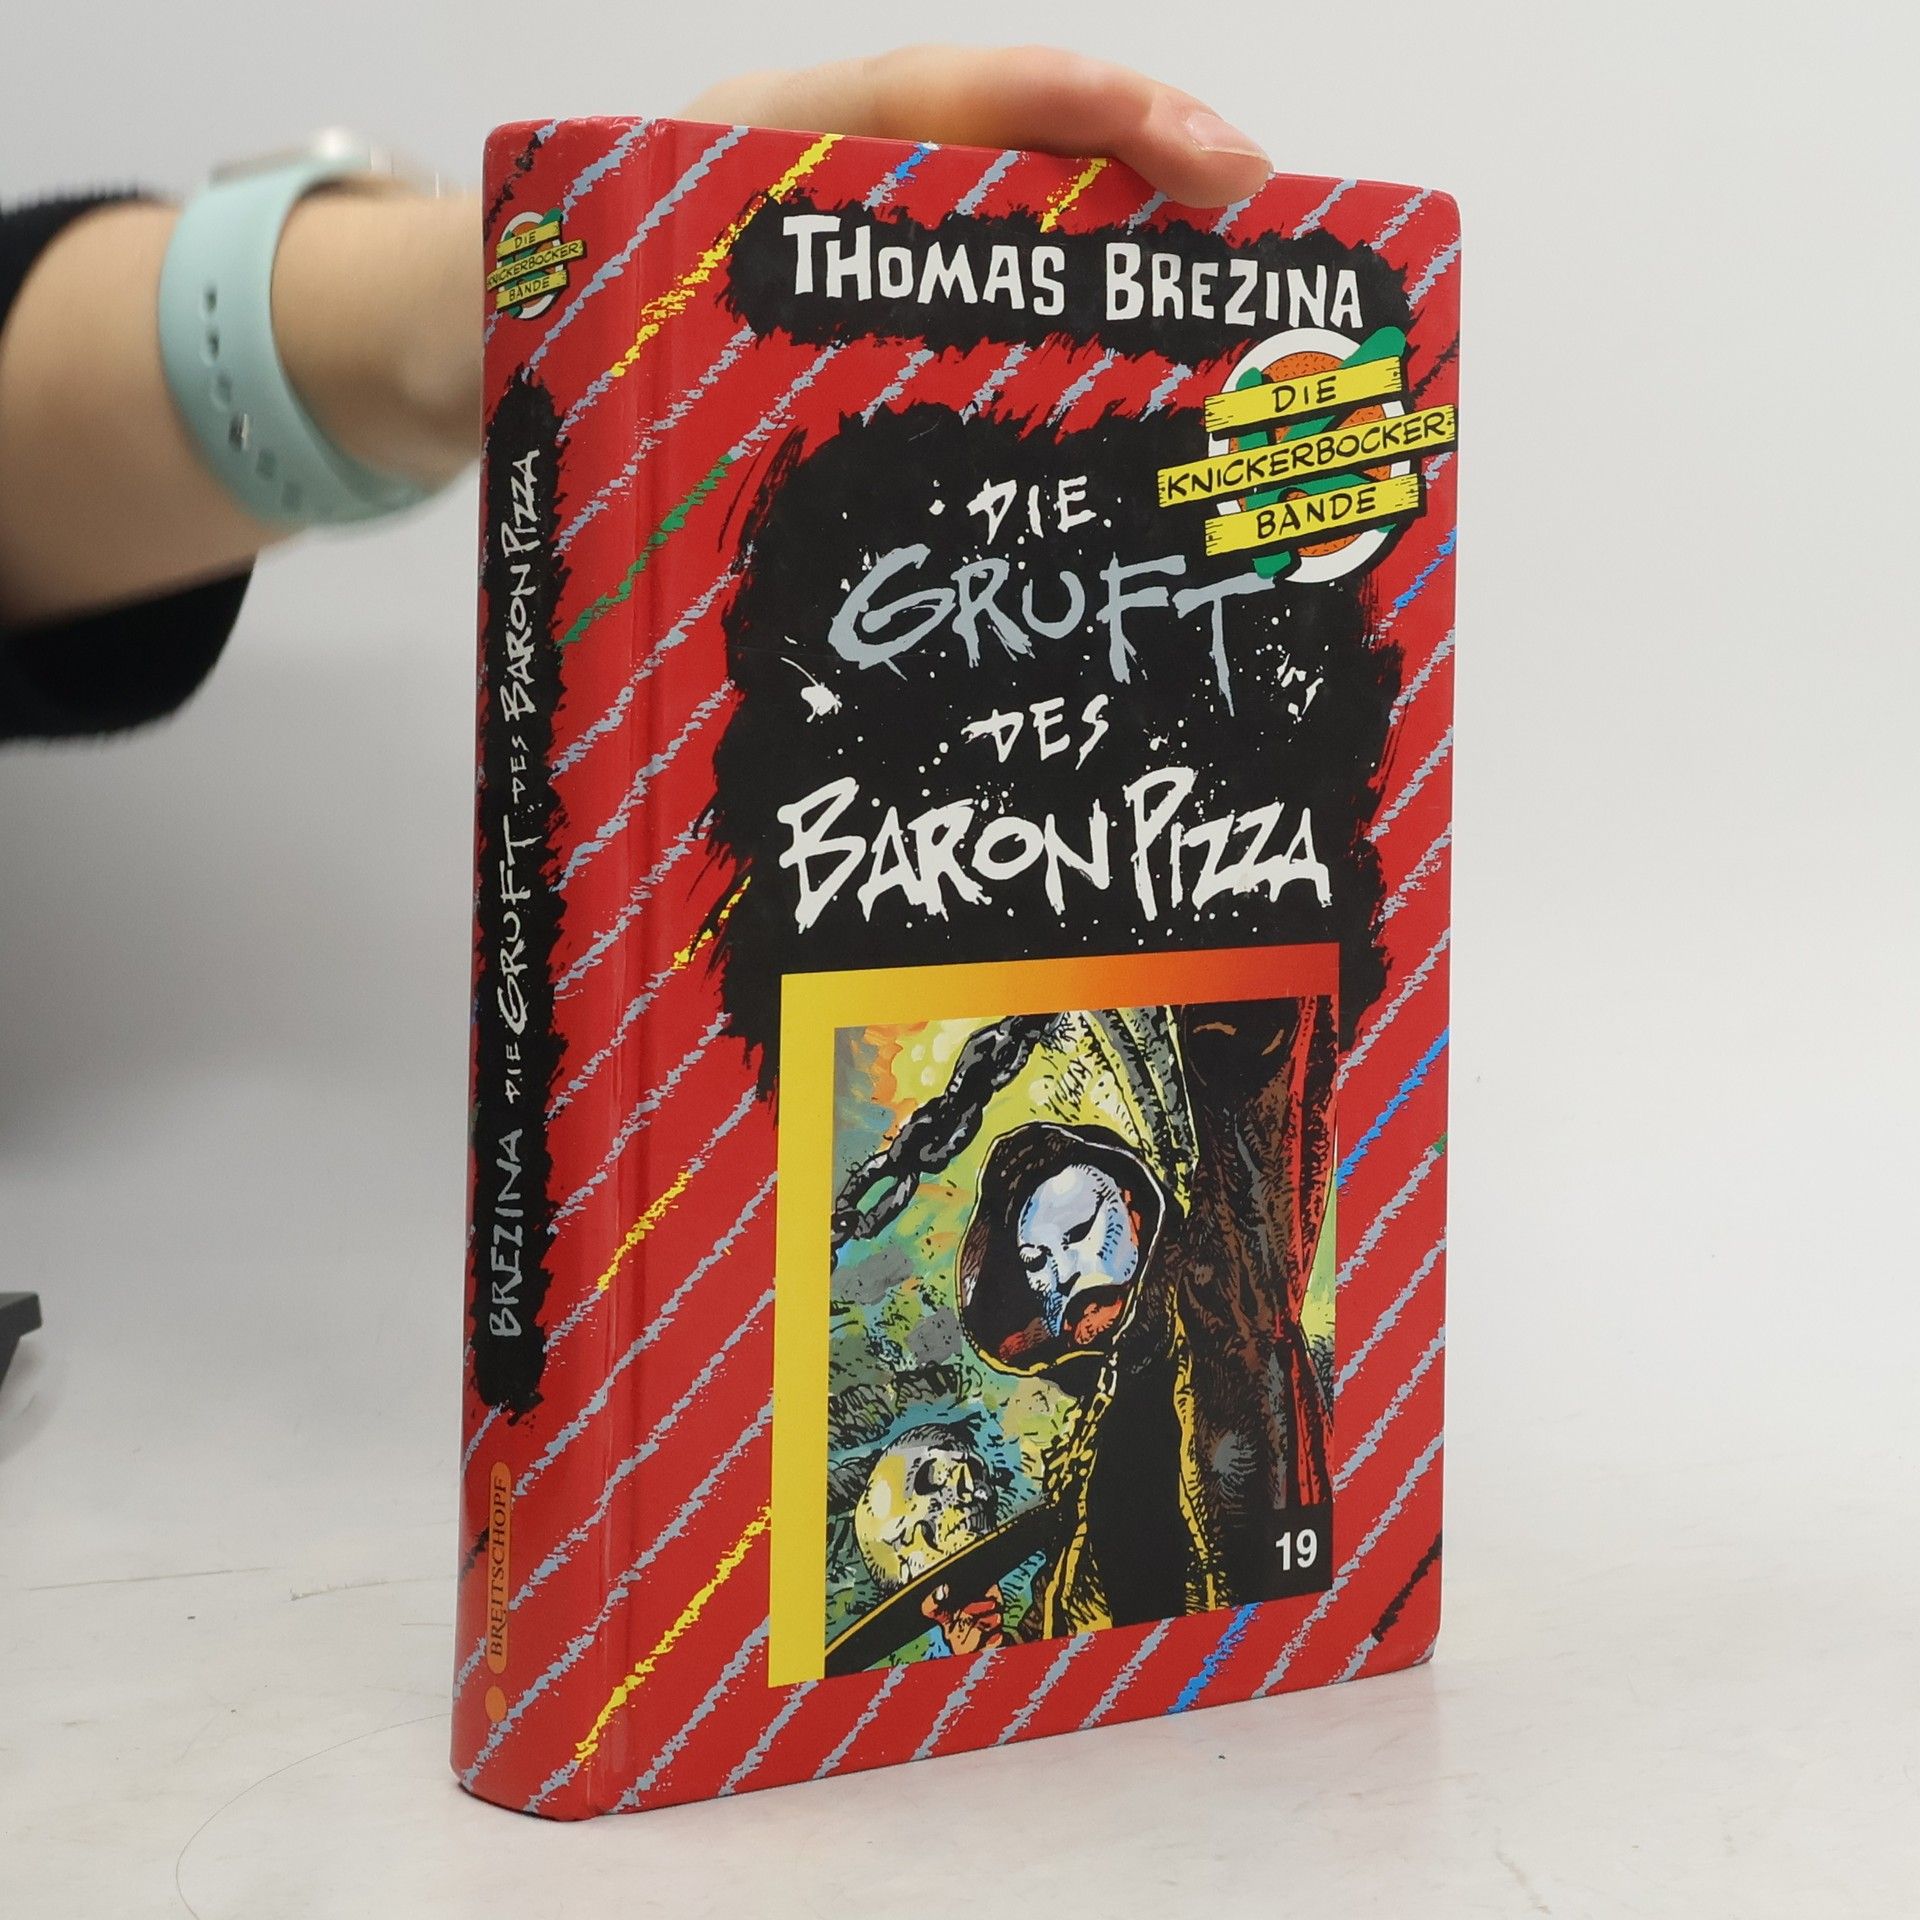 THOMAS BREZINA
DIE
KNICKERBOCKER
BANDE
DIE
GRUFT
DES
BARON PIZZA
19
DIE
KNICKERBOCKER
BANDE
BREZINA DIE GRUFT DES BARON PIZZA
BREITSCHOPF